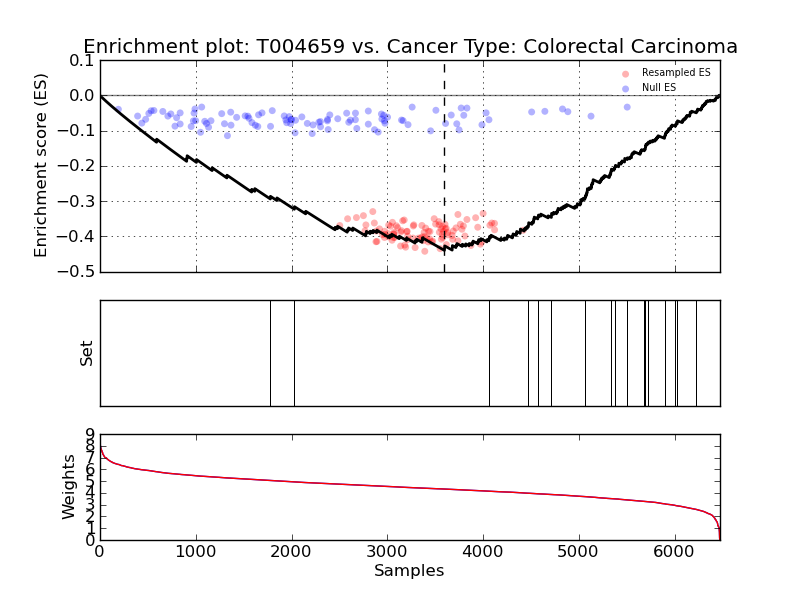 Enrichment plot: T004659 vs. Cancer Type: Colorectal Carcinoma
Enrichment score (ES)
0.1
0.0
−0.1
−0.2
−0.3
−0.4
−0.5
Resampled ES
Null ES
Set
Weights
9
8
7
6
5
4
3
2
1
0
0 1000 2000 3000 4000 5000 6000
Samples